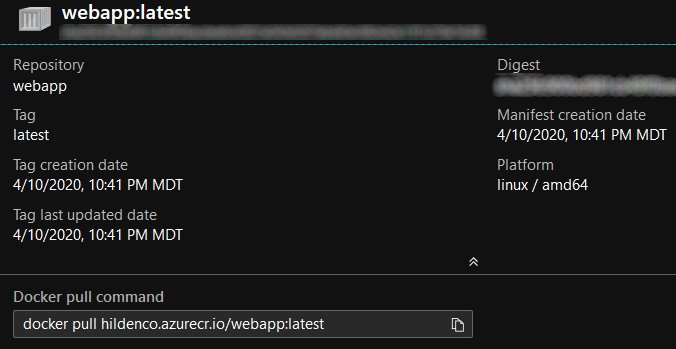 webapp:latest
Repository
webapp
Digest
Tag
latest
Manifest creation date
4/10/2020, 10:41 PM MDT
Tag creation date
4/10/2020, 10:41 PM MDT
Platform
linux / amd64
Tag last updated date
4/10/2020, 10:41 PM MDT
Docker pull command
docker pull hildenco.azurecr.io/webapp:latest